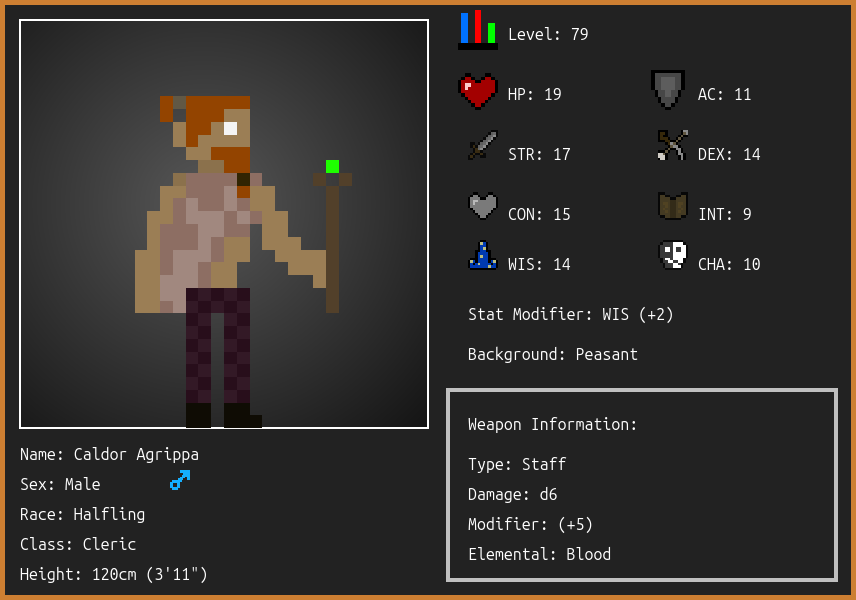 Level: 79
HP: 19
AC: 11
STR: 17
DEX: 14
CON: 15
INT: 9
WIS: 14
CHA: 10
Stat Modifier: WIS (+2)
Background: Peasant
Weapon Information:
Type: Staff
Damage: d6
Modifier: (+5)
Elemental: Blood
Name: Caldor Agrippa
Sex: Male
Race: Halfling
Class: Cleric
Height: 120cm (3'11")